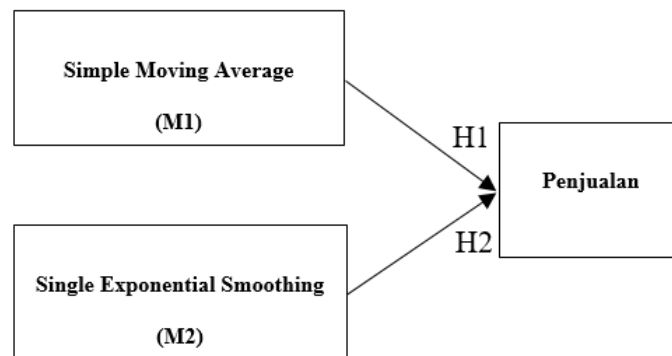 Simple Moving Average
(M1)
H1
Penjualan
H2
Single Exponential Smoothing
(M2)